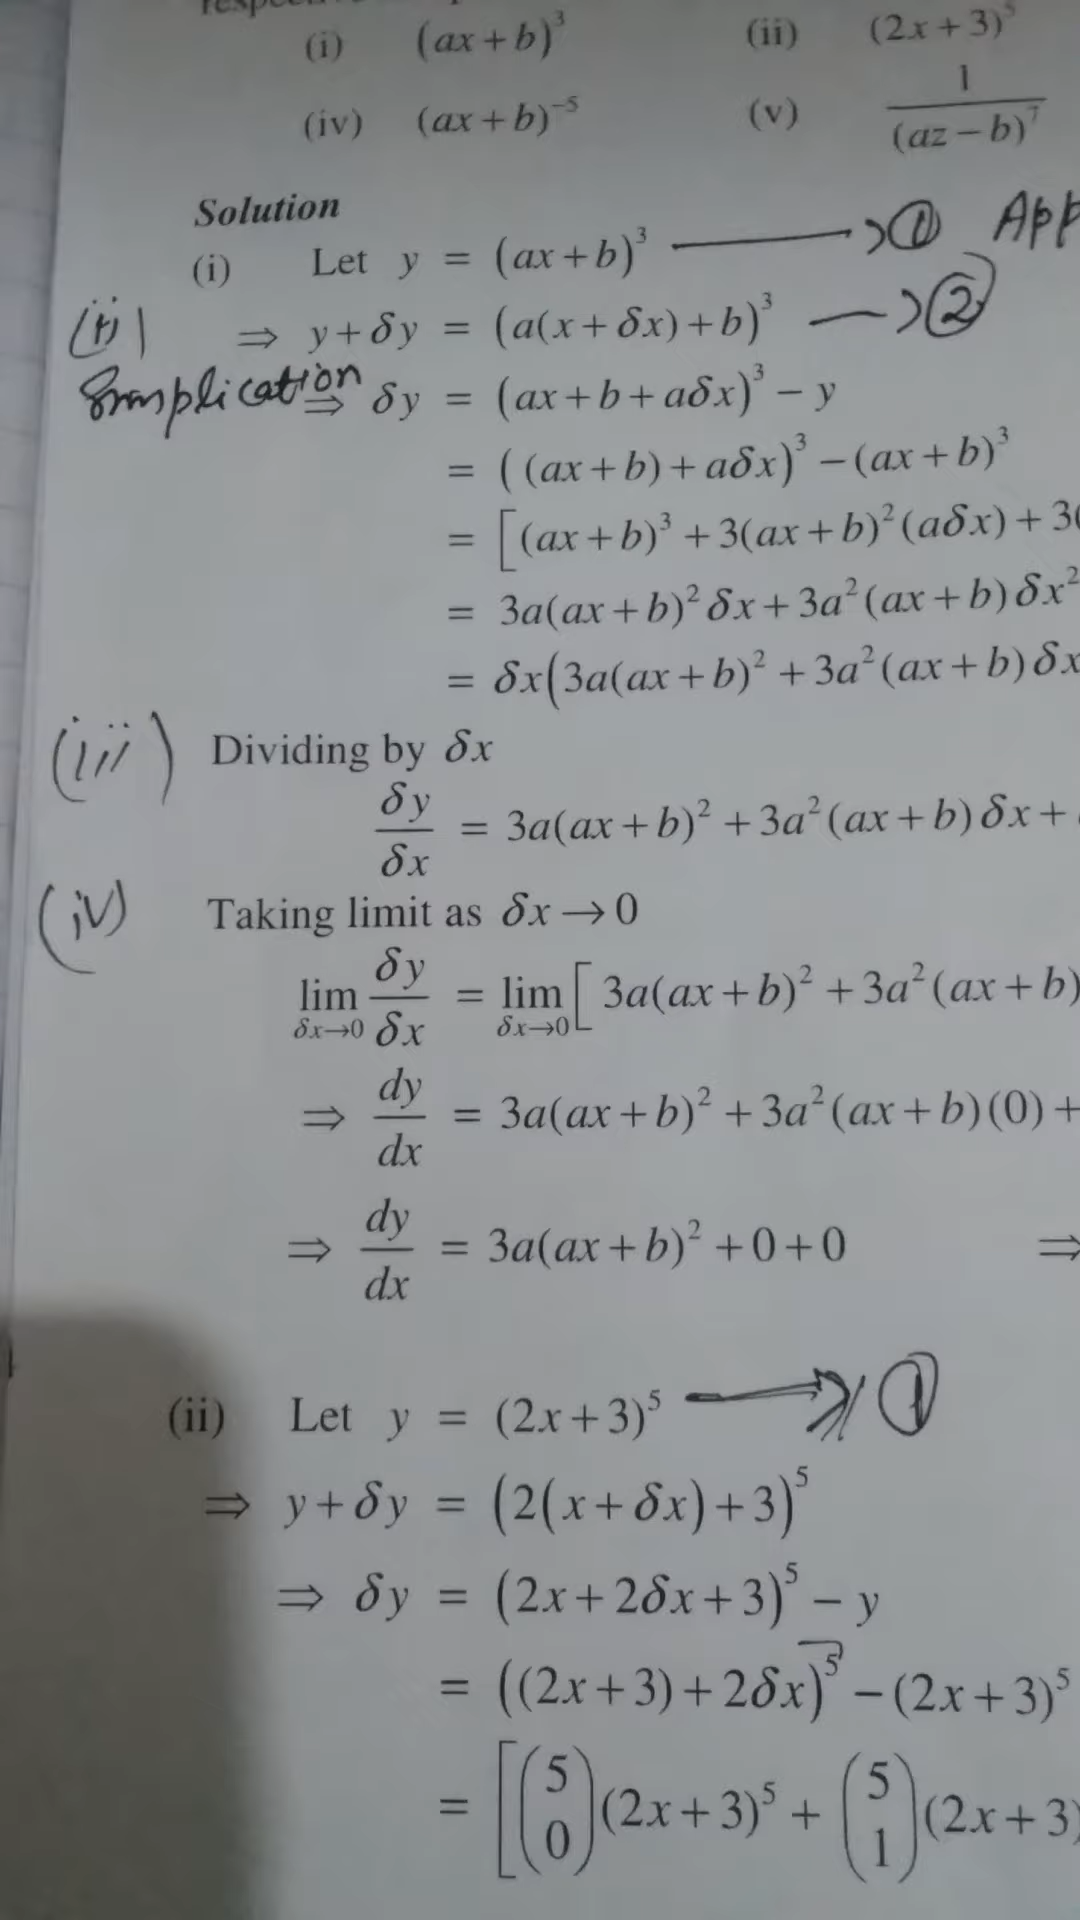 (i) (ax+b)³ (ii) (2x+3)⁵
(iv) (ax+b)⁻⁵ (v) 1/(az−b)⁷
Solution
(i) Let y = (ax+b)³ → ① App
(ii) ⇒ y+δy = (a(x+δx)+b)³ → ②
⇒ δy = (ax+b+aδx)³ − y
= ((ax+b)+aδx)³ − (ax+b)³
= [(ax+b)³ + 3(ax+b)²(aδx) + 3(
= 3a(ax+b)²δx + 3a²(ax+b)δx²
= δx(3a(ax+b)² + 3a²(ax+b)δx
(iii) Dividing by δx
δy/δx = 3a(ax+b)² + 3a²(ax+b)δx +
(iv) Taking limit as δx→0
lim δx→0 δy/δx = lim δx→0 [3a(ax+b)² + 3a²(ax+b)
⇒ dy/dx = 3a(ax+b)² + 3a²(ax+b)(0) +
⇒ dy/dx = 3a(ax+b)² + 0 + 0 ⇒
(ii) Let y = (2x+3)⁵ → ①
⇒ y+δy = (2(x+δx)+3)⁵
⇒ δy = (2x+2δx+3)⁵ − y
= ((2x+3)+2δx)⁵ − (2x+3)⁵
= [(5 0)(2x+3)⁵ + (5 1)(2x+3)